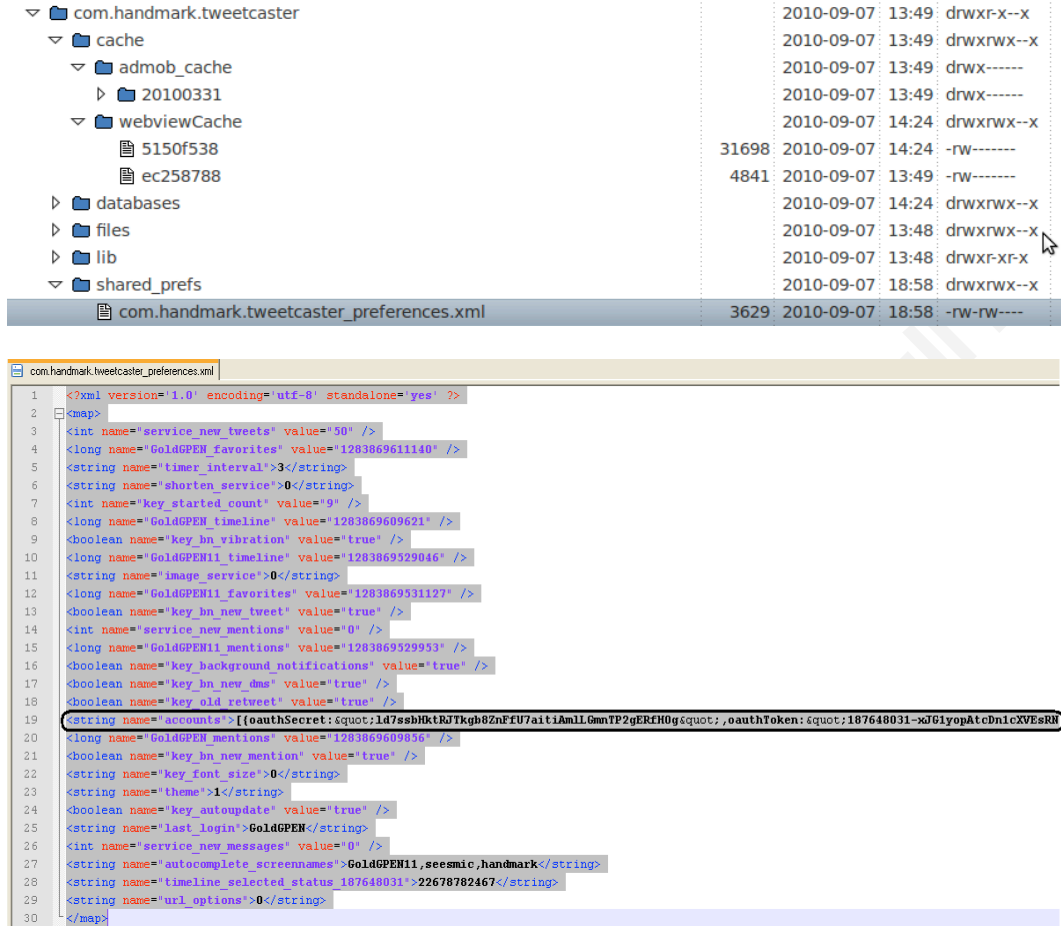 com.handmark.tweetcaster 2010-09-07 13:49 drwxr-x--x
cache 2010-09-07 13:49 drwxrwx--x
admob_cache 2010-09-07 13:49 drwx------
20100331 2010-09-07 13:49 drwx------
webviewCache 2010-09-07 14:24 drwxrwx--x
5150f538 31698 2010-09-07 14:24 -rw-------
ec258788 4841 2010-09-07 13:49 -rw-------
databases 2010-09-07 14:24 drwxrwx--x
files 2010-09-07 13:48 drwxrwx--x
lib 2010-09-07 13:48 drwxr-xr-x
shared_prefs 2010-09-07 18:58 drwxrwx--x
com.handmark.tweetcaster_preferences.xml 3629 2010-09-07 18:58 -rw-rw----
com.handmark.tweetcaster_preferences.xml
1 <?xml version='1.0' encoding='utf-8' standalone='yes' ?>
2 <map>
3 <int name="service_new_tweets" value="50" />
4 <long name="GoldGPEN_favorites" value="1283869611140" />
5 <string name="timer_interval">3</string>
6 <string name="shorten_service">0</string>
7 <int name="key_started_count" value="9" />
8 <long name="GoldGPEN_timeline" value="1283869609621" />
9 <boolean name="key_bn_vibration" value="true" />
10 <long name="GoldGPEN11_timeline" value="1283869529046" />
11 <string name="image_service">0</string>
12 <long name="GoldGPEN11_favorites" value="1283869531127" />
13 <boolean name="key_bn_new_tweet" value="true" />
14 <int name="service_new_mentions" value="0" />
15 <long name="GoldGPEN11_mentions" value="1283869529953" />
16 <boolean name="key_background_notifications" value="true" />
17 <boolean name="key_bn_new_dms" value="true" />
18 <boolean name="key_old_retweet" value="true" />
19 <string name="accounts">[{oauthSecret:&quot;ld7ssbHktRJTkgb8ZnFfU7aitiAmlLGmnTP2gERfH0g&quot;,oauthToken:&quot;187648031-xJG1yopAtcDn1cXVEsRN
20 <long name="GoldGPEN_mentions" value="1283869609856" />
21 <boolean name="key_bn_new_mention" value="true" />
22 <string name="key_font_size">0</string>
23 <string name="theme">1</string>
24 <boolean name="key_autoupdate" value="true" />
25 <string name="last_login">GoldGPEN</string>
26 <int name="service_new_messages" value="0" />
27 <string name="autocomplete_screennames">GoldGPEN11,seesmic,handmark</string>
28 <string name="timeline_selected_status_187648031">22678782467</string>
29 <string name="url_options">0</string>
30 </map>